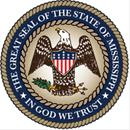 THE GREAT SEAL OF THE STATE OF MISSISSIPPI
IN GOD WE TRUST